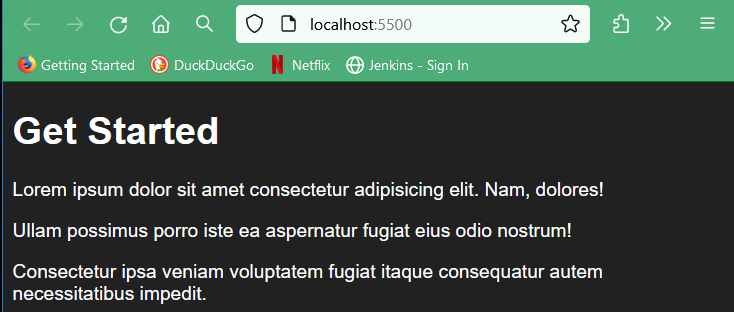 localhost:5500
Getting Started DuckDuckGo Netflix Jenkins - Sign In
Get Started
Lorem ipsum dolor sit amet consectetur adipisicing elit. Nam, dolores!
Ullam possimus porro iste ea aspernatur fugiat eius odio nostrum!
Consectetur ipsa veniam voluptatem fugiat itaque consequatur autem
necessitatibus impedit.